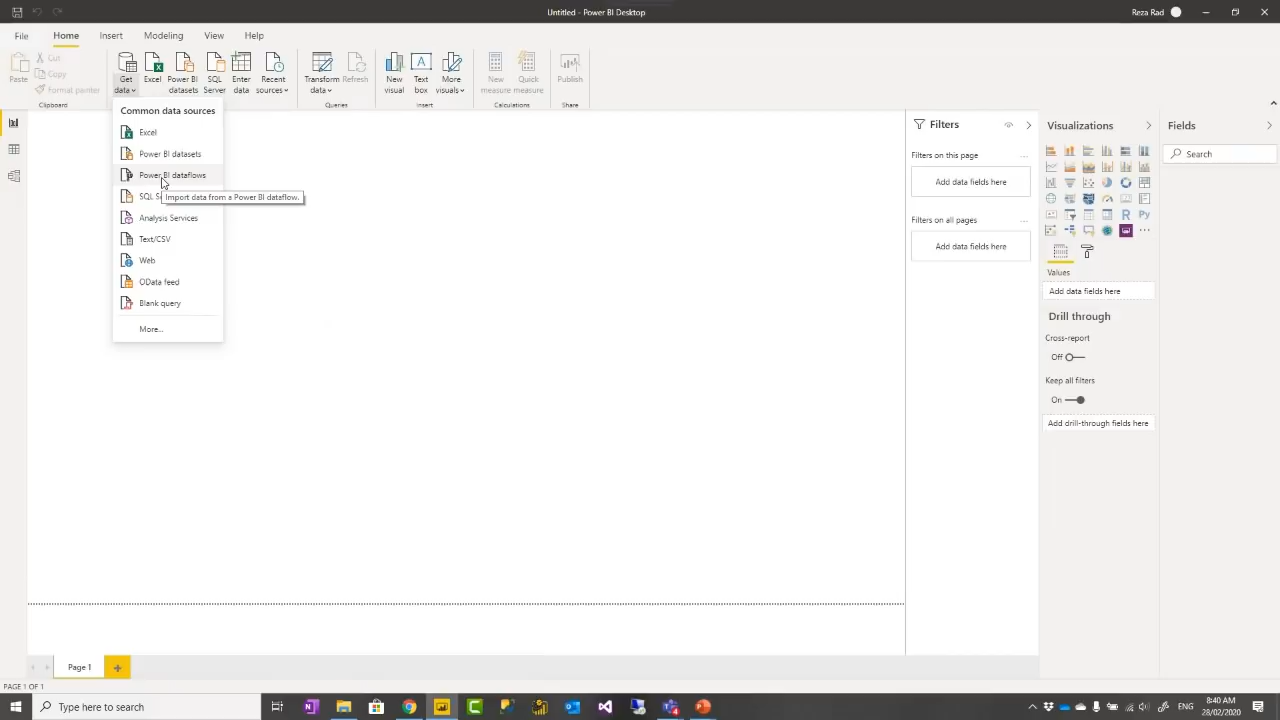 Untitled - Power BI Desktop
Reza Rad
File Home Insert Modeling View Help
Paste
Cut
Copy
Format painter
Clipboard
Get data
Excel
Power BI datasets
SQL Server
Enter data
Recent sources
Transform data
Refresh
Queries
New visual
Text box
More visuals
Insert
New measure
Quick measure
Calculations
Publish
Share
Common data sources
Excel
Power BI datasets
Power BI dataflows
SQL S
Import data from a Power BI dataflow.
Analysis Services
Text/CSV
Web
OData feed
Blank query
More...
Filters
Filters on this page
...
Add data fields here
Filters on all pages
...
Add data fields here
Visualizations
R Py
...
Values
Add data fields here
Drill through
Cross-report
Off
Keep all filters
On
Add drill-through fields here
Fields
Search
Page 1
PAGE 1 OF 1
Type here to search
ENG
8:40 AM
28/02/2020